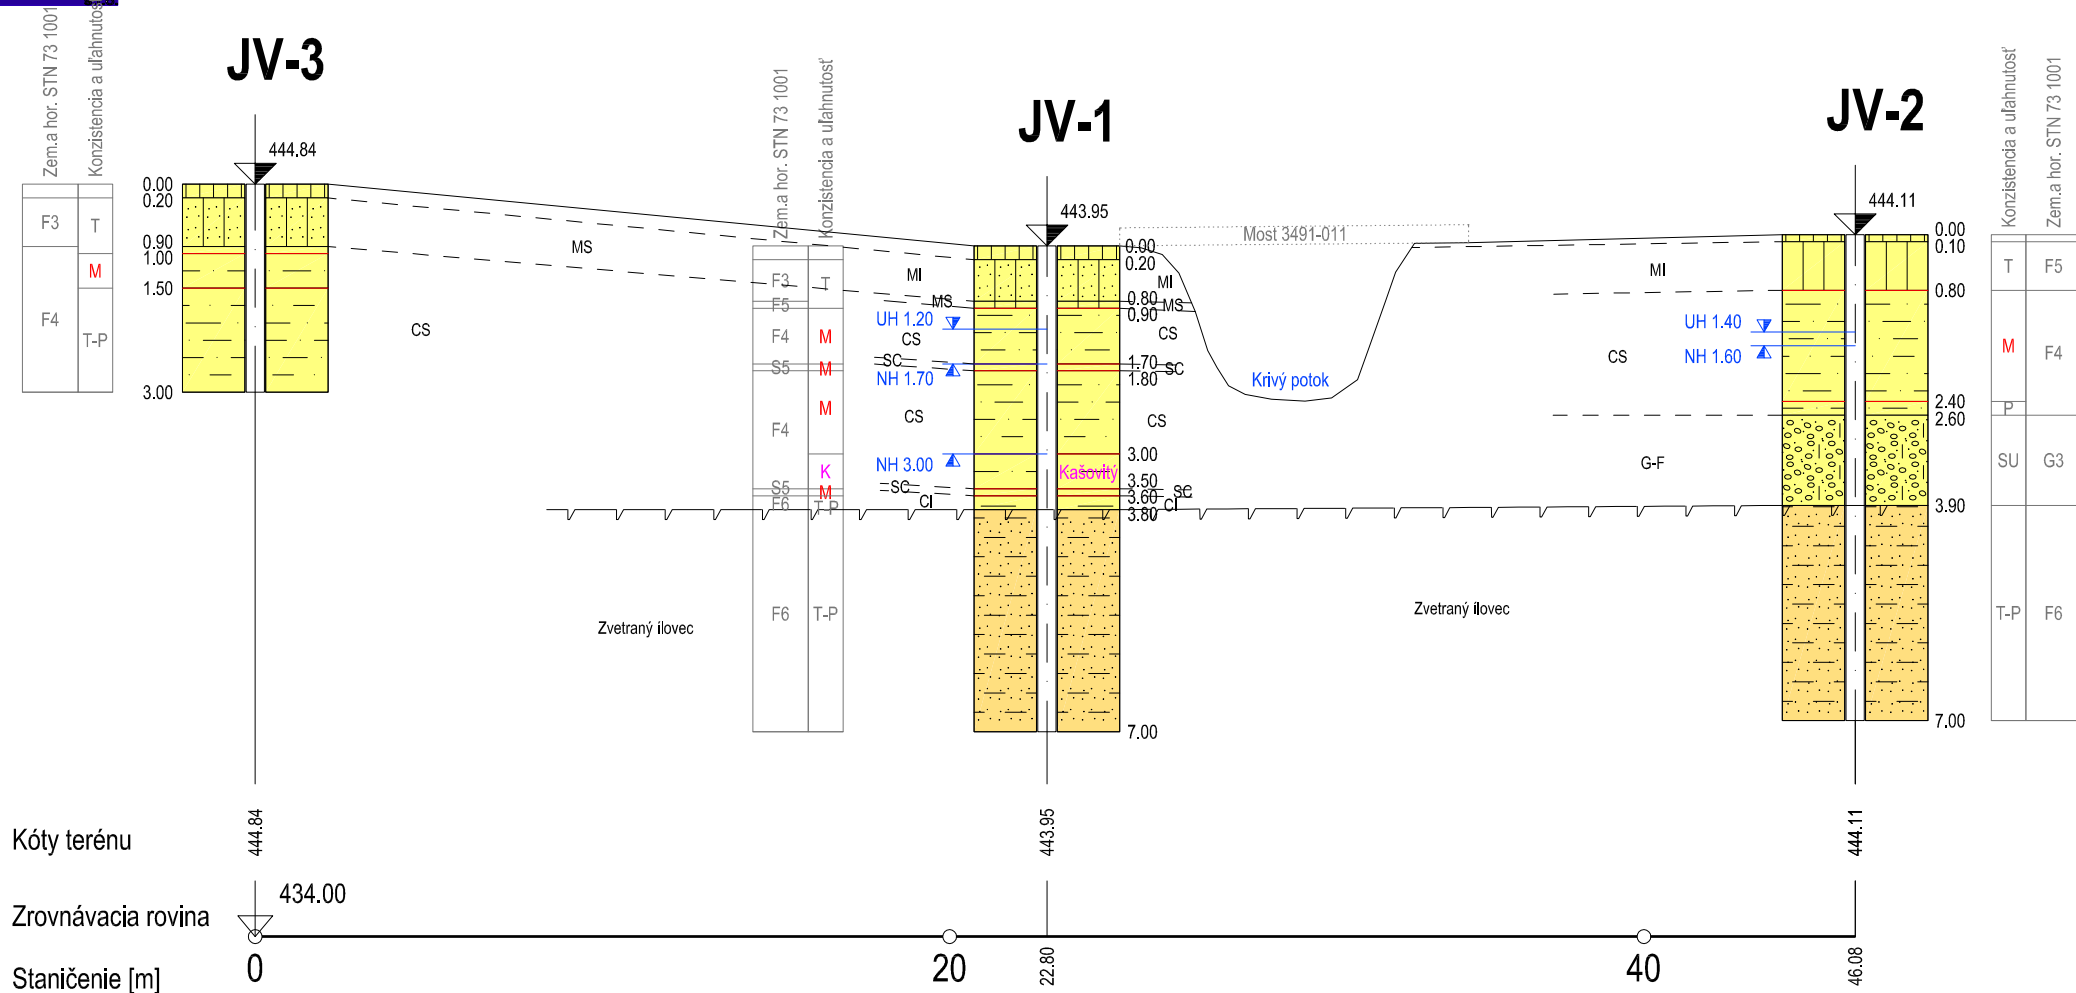 JV-3
JV-1
JV-2
Zem.a hor. STN 73 1001
Konzistencia a uľahnutosť
Zem.a hor. STN 73 1001
Konzistencia a uľahnutosť
Konzistencia a uľahnutosť
Zem.a hor. STN 73 1001
444.84
443.95
444.11
F3
T
M
F4
T-P
0.00
0.20
0.90
1.00
1.50
3.00
MS
CS
F3
T
F5
F4
M
S5
M
M
F4
K
S5
M
F6
T-P
F6
T-P
MI
MS
UH 1.20
CS
SC
NH 1.70
CS
NH 3.00
SC
CI
Kašovitý
0.00
0.20
0.80
0.90
1.70
1.80
3.00
3.50
3.60
3.80
7.00
MI
MS
CS
SC
CS
SC
CI
Most 3491-011
Krivý potok
MI
UH 1.40
NH 1.60
CS
G-F
0.00
0.10
0.80
2.40
2.60
3.90
7.00
T
F5
M
F4
P
SU
G3
T-P
F6
Zvetraný ílovec
Zvetraný ílovec
Kóty terénu
444.84
443.95
444.11
Zrovnávacia rovina
434.00
Staničenie [m]
0
20
22.80
40
46.08